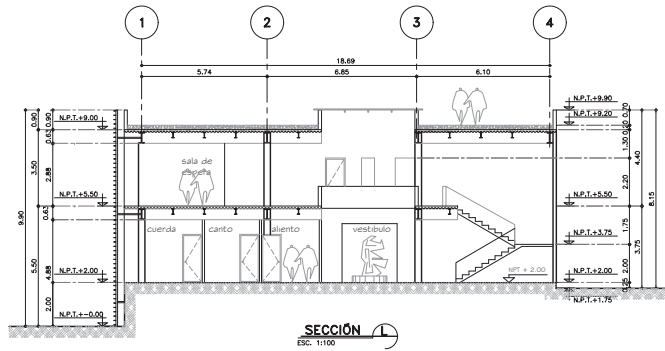 1 2 3 4
18.69
5.74 6.85 6.10
N.P.T.+9.00
N.P.T.+5.50
N.P.T.+2.00
N.P.T.+-0.00
0.90 0.90
0.63
3.50 2.88
0.63
9.90
5.50 4.88
2.00
sala de
espera
cuerda canto aliento vestíbulo
NPT + 2.00
N.P.T.+9.90
N.P.T.+9.20
N.P.T.+5.50
N.P.T.+3.75
N.P.T.+2.00
N.P.T.+1.75
0.70
0.20
1.30
4.40
2.20
8.15
1.75
3.75
2.00
0.25
SECCIÓN L
ESC. 1:100